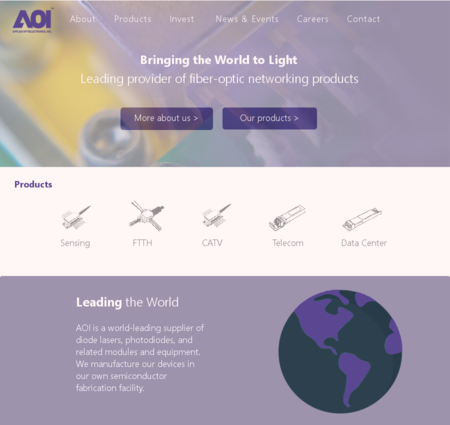 AOI
APPLIED OPTOELECTRONICS, INC.
About Products Invest News & Events Careers Contact
Bringing the World to Light
Leading provider of fiber-optic networking products
More about us > Our products >
Products
Sensing FTTH CATV Telecom Data Center
Leading the World
AOI is a world-leading supplier of
diode lasers, photodiodes, and
related modules and equipment.
We manufacture our devices in
our own semiconductor
fabrication facility.